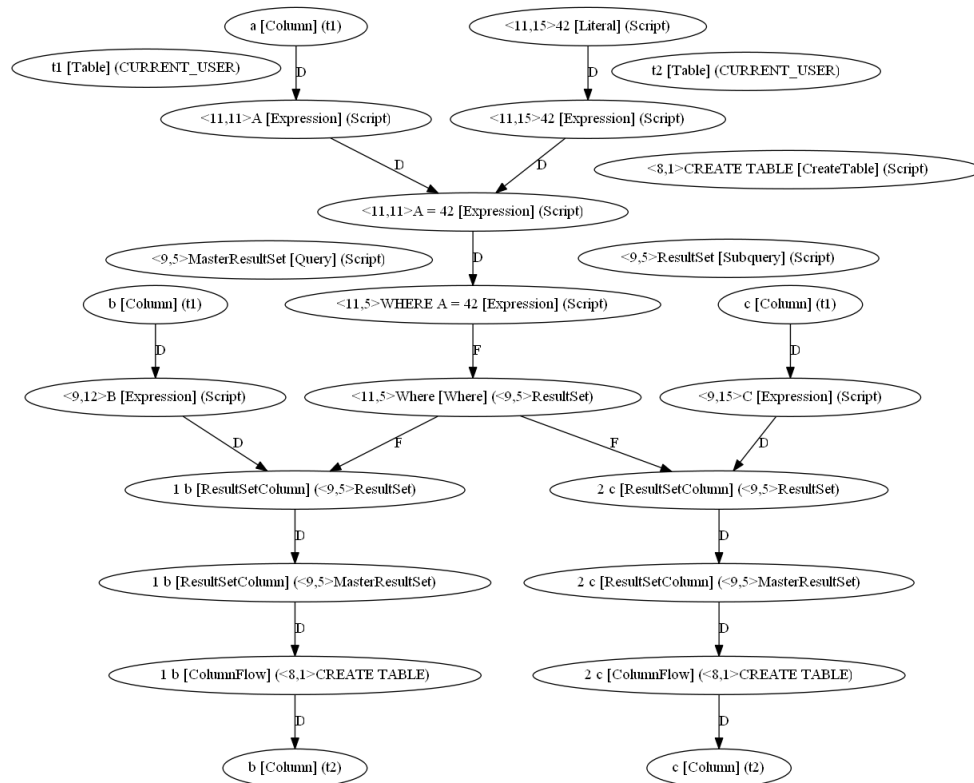 a [Column] (t1)
<11,15>42 [Literal] (Script)
t1 [Table] (CURRENT_USER)
D
D
t2 [Table] (CURRENT_USER)
<11,11>A [Expression] (Script)
<11,15>42 [Expression] (Script)
D
D
<8,1>CREATE TABLE [CreateTable] (Script)
<11,11>A = 42 [Expression] (Script)
<9,5>MasterResultSet [Query] (Script)
D
<9,5>ResultSet [Subquery] (Script)
b [Column] (t1)
<11,5>WHERE A = 42 [Expression] (Script)
c [Column] (t1)
D
F
D
<9,12>B [Expression] (Script)
<11,5>Where [Where] (<9,5>ResultSet)
<9,15>C [Expression] (Script)
D
F
F
D
1 b [ResultSetColumn] (<9,5>ResultSet)
2 c [ResultSetColumn] (<9,5>ResultSet)
D
D
1 b [ResultSetColumn] (<9,5>MasterResultSet)
2 c [ResultSetColumn] (<9,5>MasterResultSet)
D
D
1 b [ColumnFlow] (<8,1>CREATE TABLE)
2 c [ColumnFlow] (<8,1>CREATE TABLE)
D
D
b [Column] (t2)
c [Column] (t2)